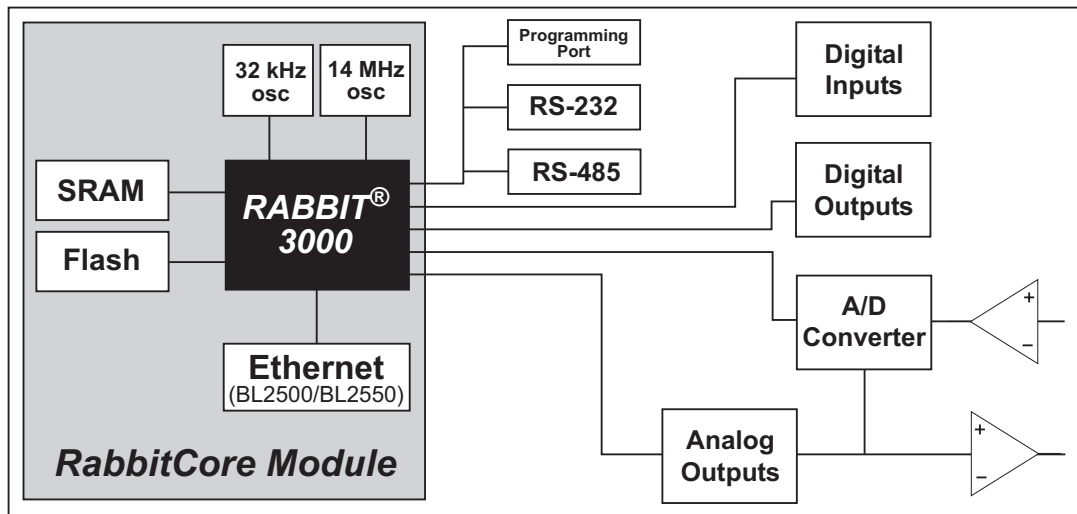 32 kHz
osc
14 MHz
osc
SRAM
Flash
RABBIT®
3000
Ethernet
(BL2500/BL2550)
RabbitCore Module
Programming
Port
RS-232
RS-485
Digital
Inputs
Digital
Outputs
A/D
Converter
+
–
Analog
Outputs
+
–